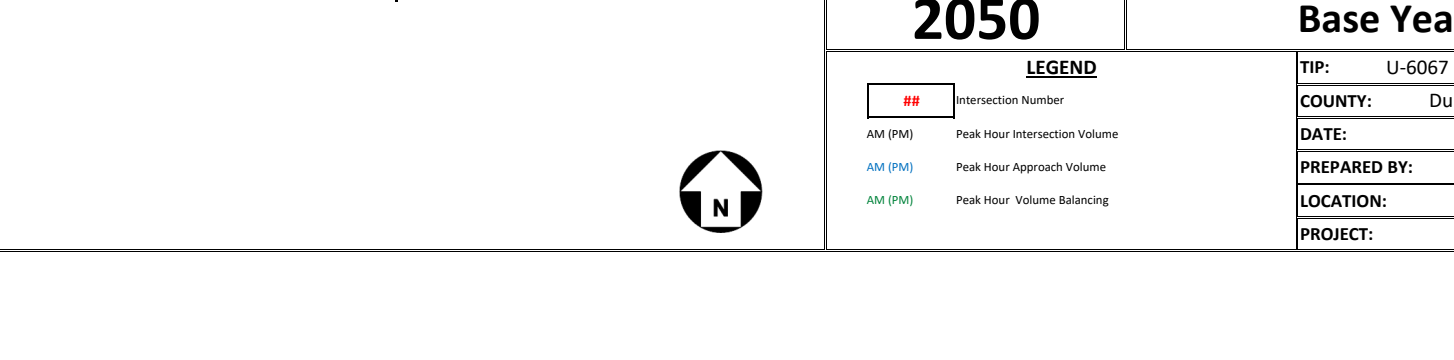 2050
Base Yea
LEGEND
## Intersection Number
AM (PM) Peak Hour Intersection Volume
AM (PM) Peak Hour Approach Volume
AM (PM) Peak Hour Volume Balancing
N
TIP: U-6067
COUNTY: Du
DATE:
PREPARED BY:
LOCATION:
PROJECT: